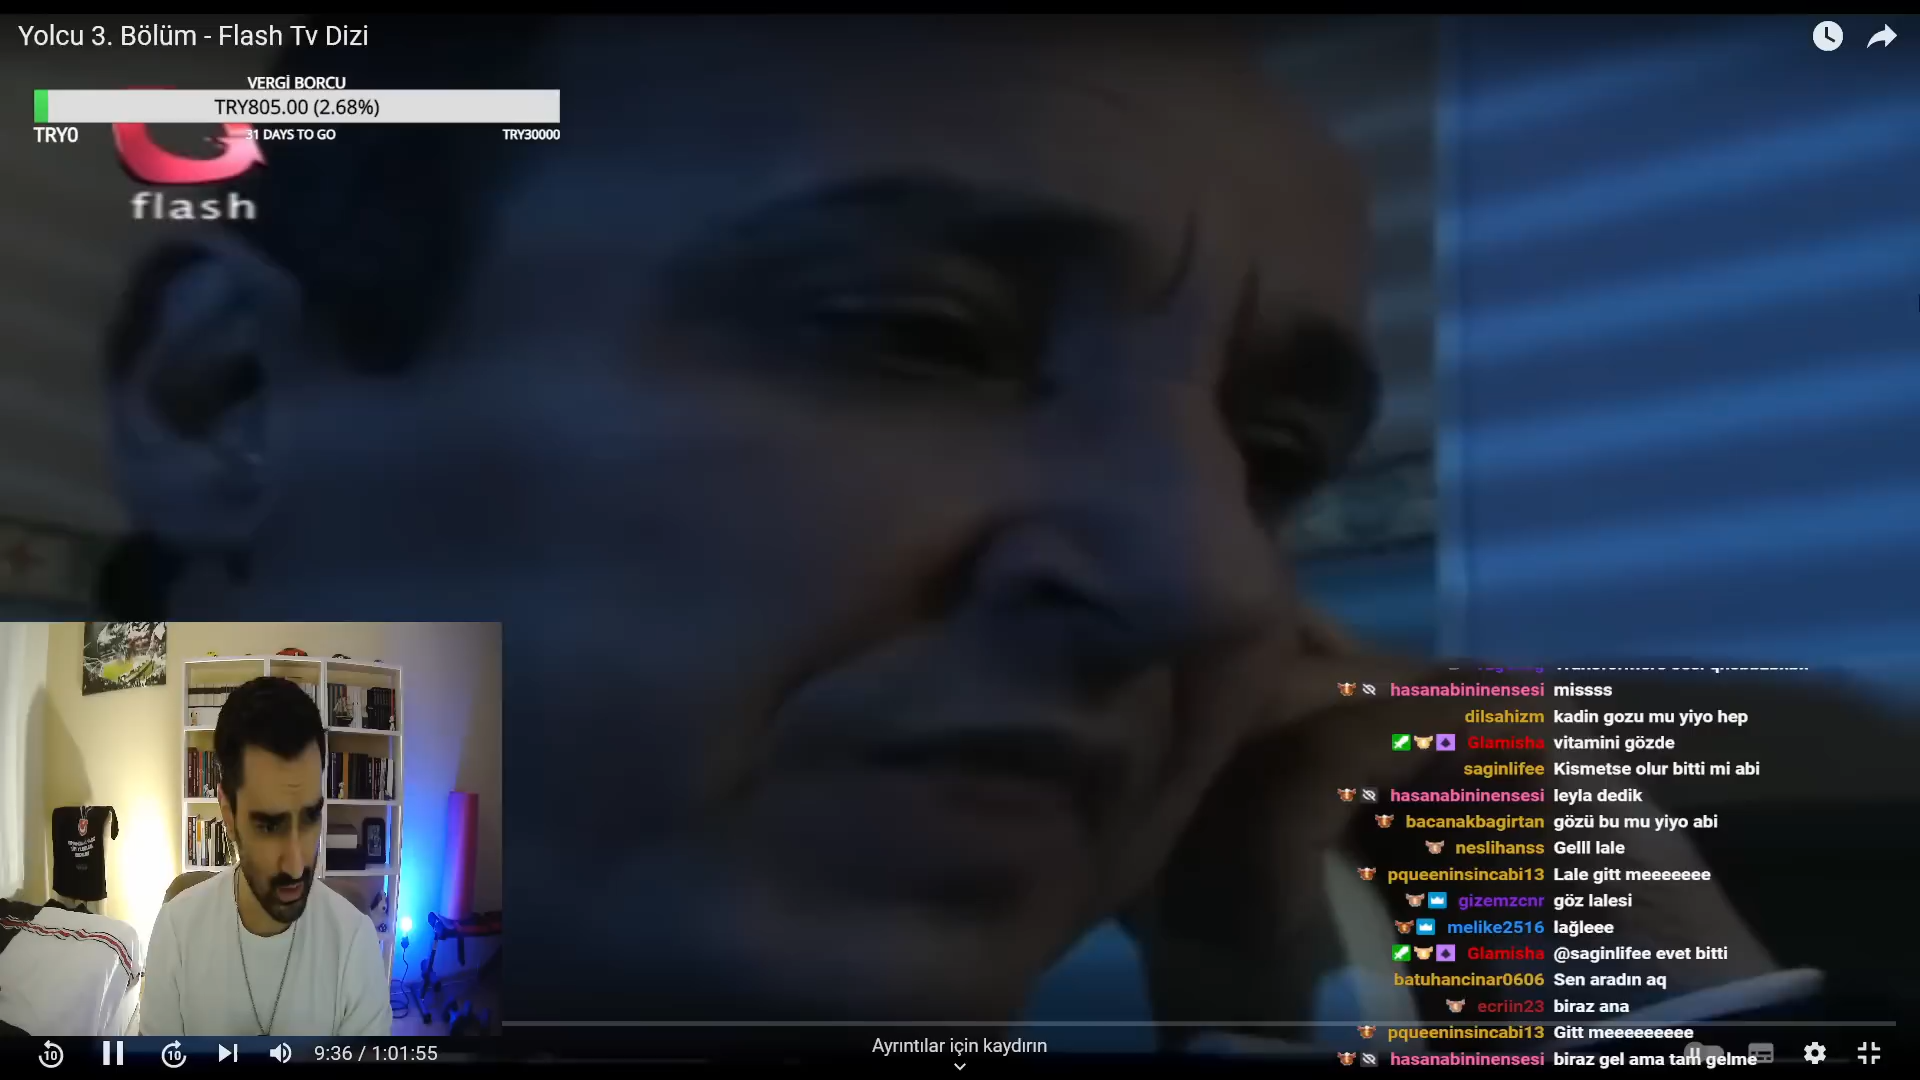 Yolcu 3. Bölüm - Flash Tv Dizi
VERGİ BORCU
TRY805.00 (2.68%)
TRY0
31 DAYS TO GO
TRY30000
flash
hasanabininensesi missss
dilsahizm kadin gozu mu yiyo hep
Glamisha vitamini gözde
saginlifee Kismetse olur bitti mi abi
hasanabininensesi leyla dedik
bacanakbagirtan gözü bu mu yiyo abi
neslihanss Gelll lale
pqueeninsincabi13 Lale gitt meeeeeee
gizemzcnr göz lalesi
melike2516 lağleee
Glamisha @saginlifee evet bitti
batuhancinar0606 Sen aradın aq
ecriin23 biraz ana
pqueeninsincabi13 Gitt meeeeeeeee
hasanabininensesi biraz gel ama tam gelme
10
10
9:36 / 1:01:55
Ayrıntılar için kaydırın